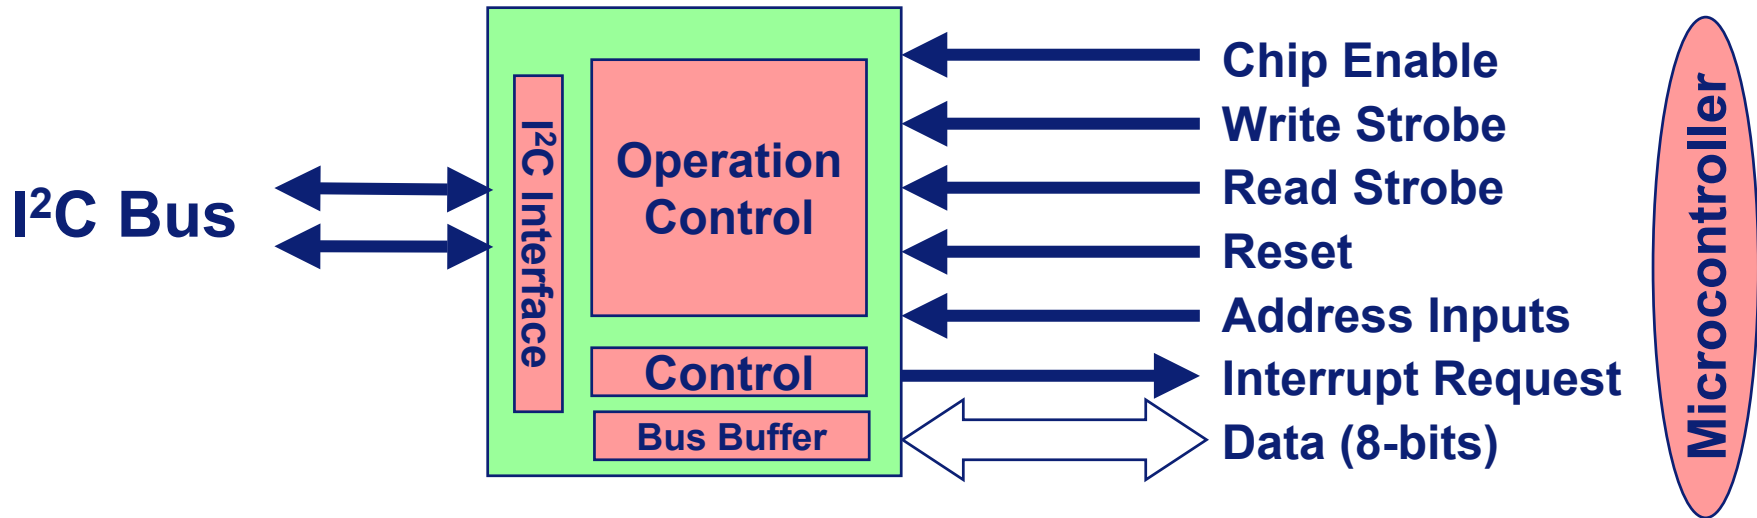 I²C Bus
I²C Interface
Operation
Control
Control
Bus Buffer
Chip Enable
Write Strobe
Read Strobe
Reset
Address Inputs
Interrupt Request
Data (8-bits)
Microcontroller